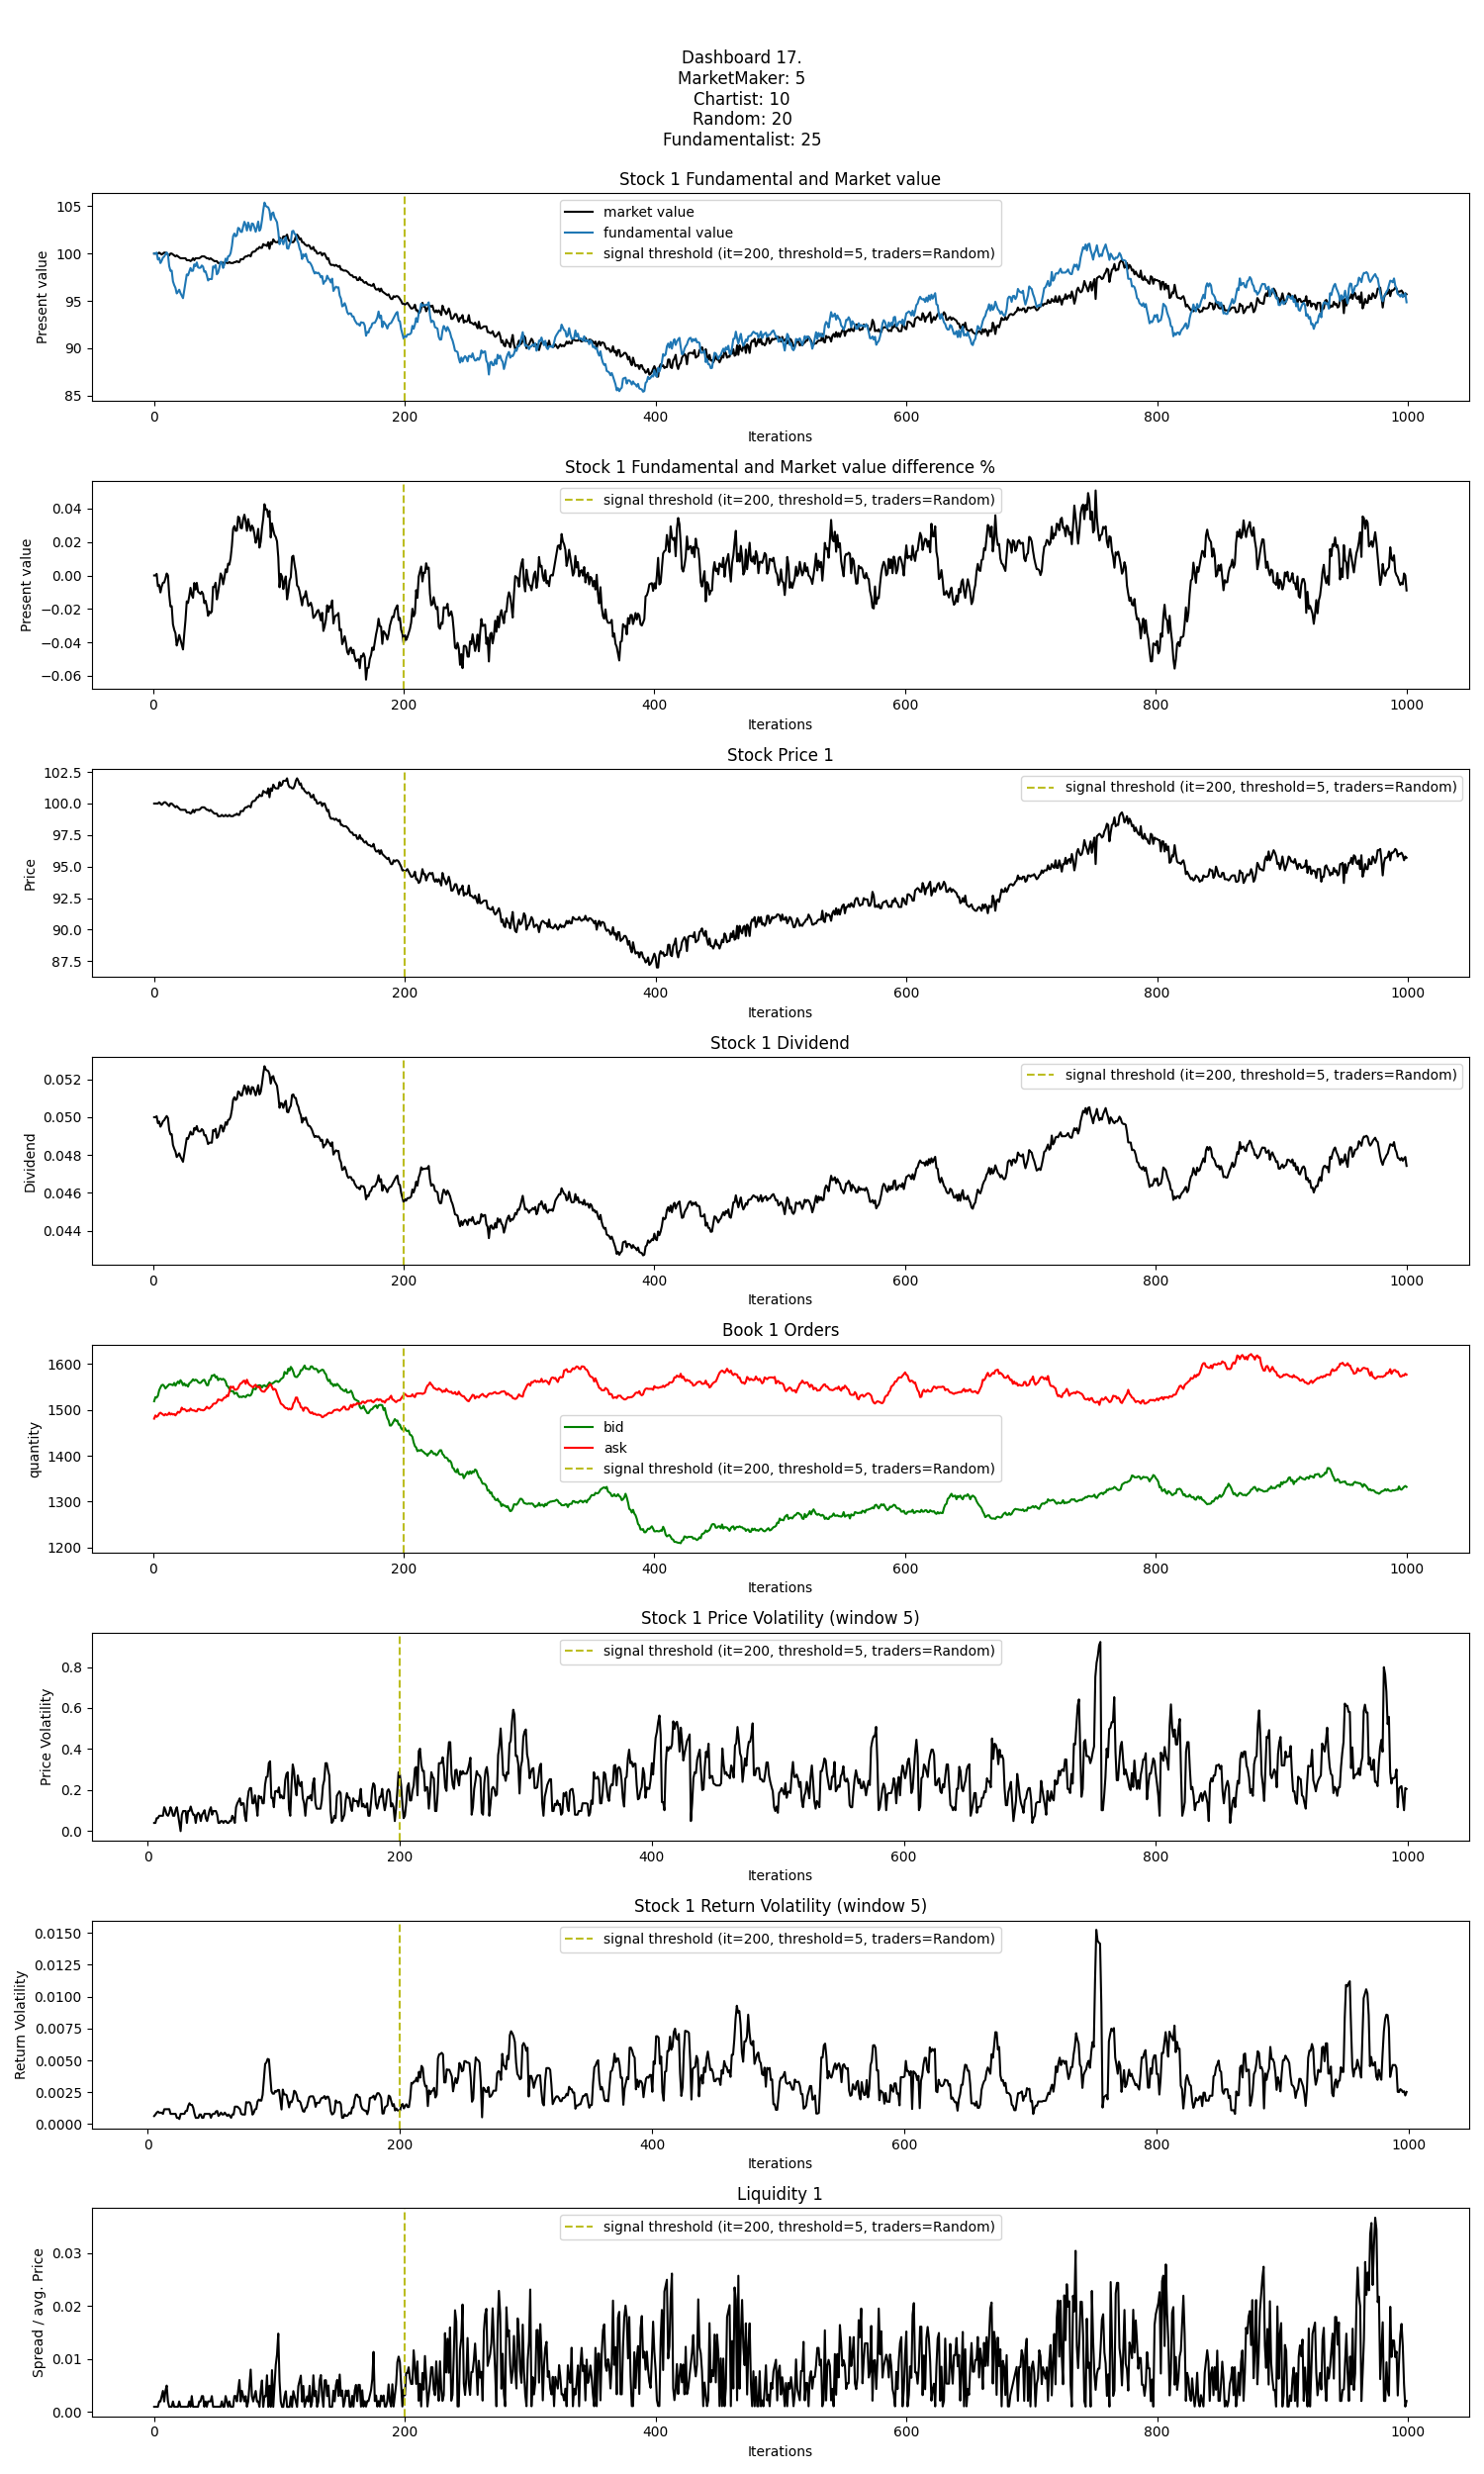 Dashboard 17.
MarketMaker: 5
Chartist: 10
Random: 20
Fundamentalist: 25
Stock 1 Fundamental and Market value
Present value
105
100
95
90
85
market value
fundamental value
signal threshold (it=200, threshold=5, traders=Random)
0 200 400 600 800 1000
Iterations
Stock 1 Fundamental and Market value difference %
Present value
0.04
0.02
0.00
−0.02
−0.04
−0.06
signal threshold (it=200, threshold=5, traders=Random)
0 200 400 600 800 1000
Iterations
Stock Price 1
Price
102.5
100.0
97.5
95.0
92.5
90.0
87.5
signal threshold (it=200, threshold=5, traders=Random)
0 200 400 600 800 1000
Iterations
Stock 1 Dividend
Dividend
0.052
0.050
0.048
0.046
0.044
signal threshold (it=200, threshold=5, traders=Random)
0 200 400 600 800 1000
Iterations
Book 1 Orders
quantity
1600
1500
1400
1300
1200
bid
ask
signal threshold (it=200, threshold=5, traders=Random)
0 200 400 600 800 1000
Iterations
Stock 1 Price Volatility (window 5)
Price Volatility
0.8
0.6
0.4
0.2
0.0
signal threshold (it=200, threshold=5, traders=Random)
0 200 400 600 800 1000
Iterations
Stock 1 Return Volatility (window 5)
Return Volatility
0.0150
0.0125
0.0100
0.0075
0.0050
0.0025
0.0000
signal threshold (it=200, threshold=5, traders=Random)
0 200 400 600 800 1000
Iterations
Liquidity 1
Spread / avg. Price
0.03
0.02
0.01
0.00
signal threshold (it=200, threshold=5, traders=Random)
0 200 400 600 800 1000
Iterations